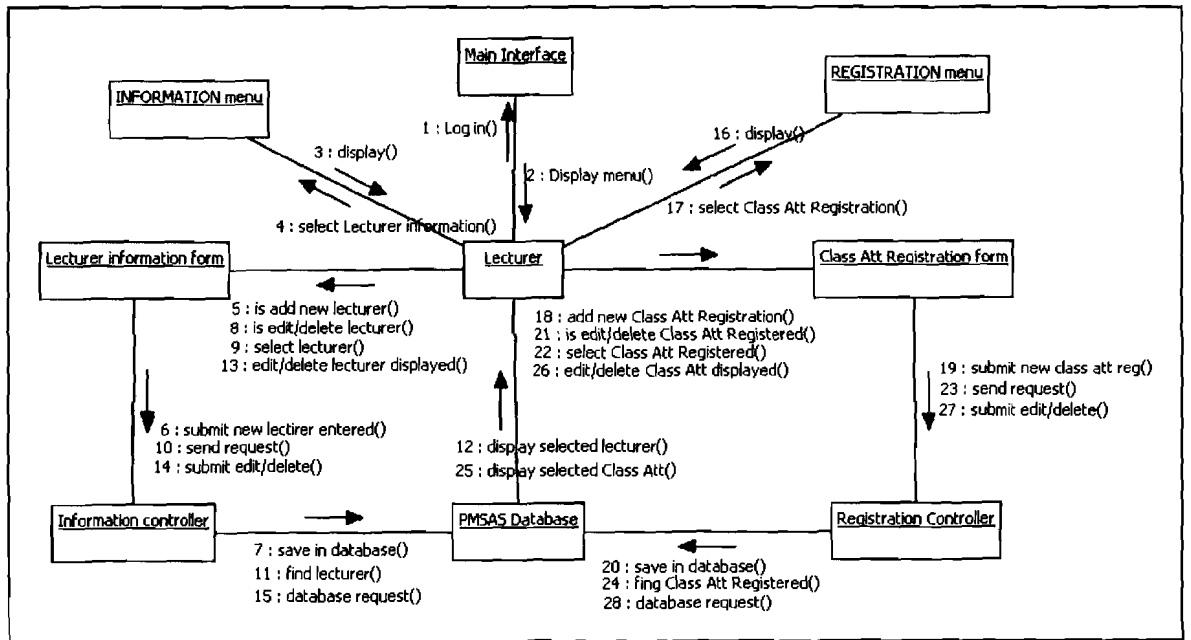 Main Interface
INFORMATION menu
REGISTRATION menu
1 : Log in()
16 : display()
3 : display()
2 : Display menu()
17 : select Class Att Registration()
4 : select Lecturer information()
Lecturer information form
Lecturer
Class Att Registration form
5 : is add new lecturer()
8 : is edit/delete lecturer()
9 : select lecturer()
13 : edit/delete lecturer displayed()
18 : add new Class Att Registration()
21 : is edit/delete Class Att Registered()
22 : select Class Att Registered()
26 : edit/delete Class Att displayed()
19 : submit new class att reg()
23 : send request()
27 : submit edit/delete()
6 : submit new lectirer entered()
10 : send request()
14 : submit edit/delete()
12 : display selected lecturer()
25 : display selected Class Att()
Information controller
PMSAS Database
Registration Controller
7 : save in database()
11 : find lecturer()
15 : database request()
20 : save in database()
24 : fing Class Att Registered()
28 : database request()